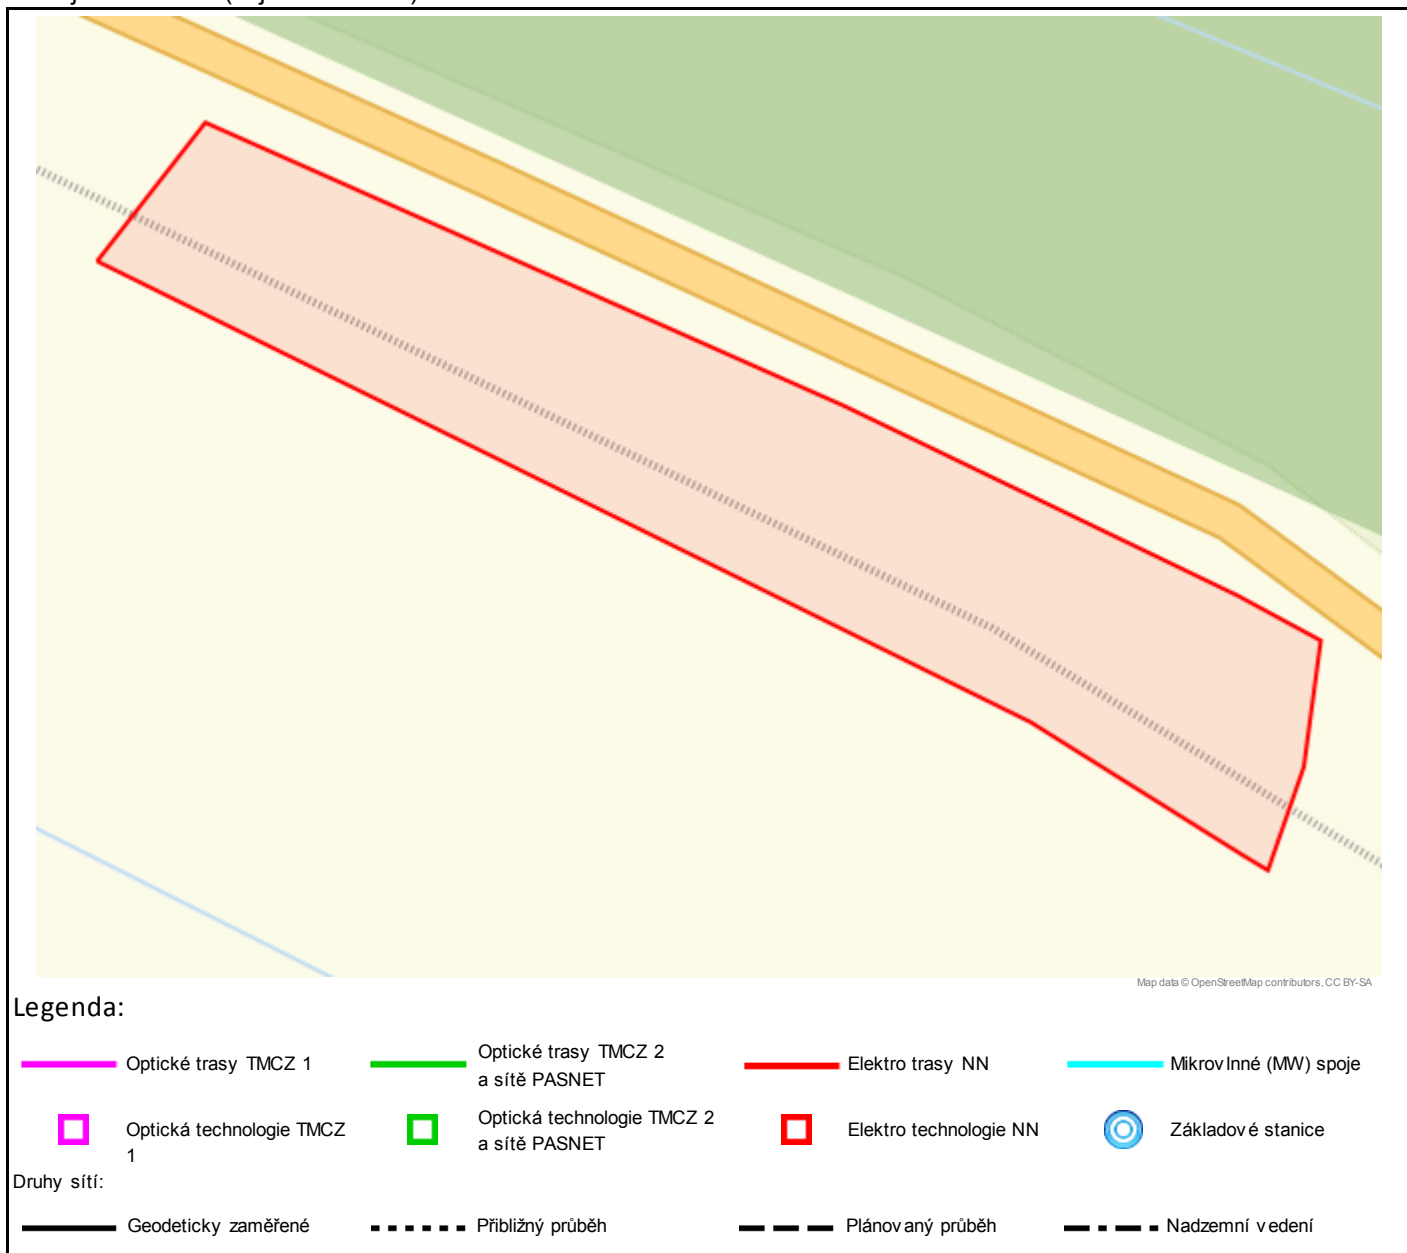 Map data © OpenStreetMap contributors, CC BY-SA
Legenda:
Optické trasy TMCZ 1
Optické trasy TMCZ 2
a sítě PASNET
Elektro trasy NN
Mikrovlnné (MW) spoje
Optická technologie TMCZ
1
Optická technologie TMCZ 2
a sítě PASNET
Elektro technologie NN
Základové stanice
Druhy sítí:
Geodeticky zaměřené
Přibližný průběh
Plánovaný průběh
Nadzemní vedení